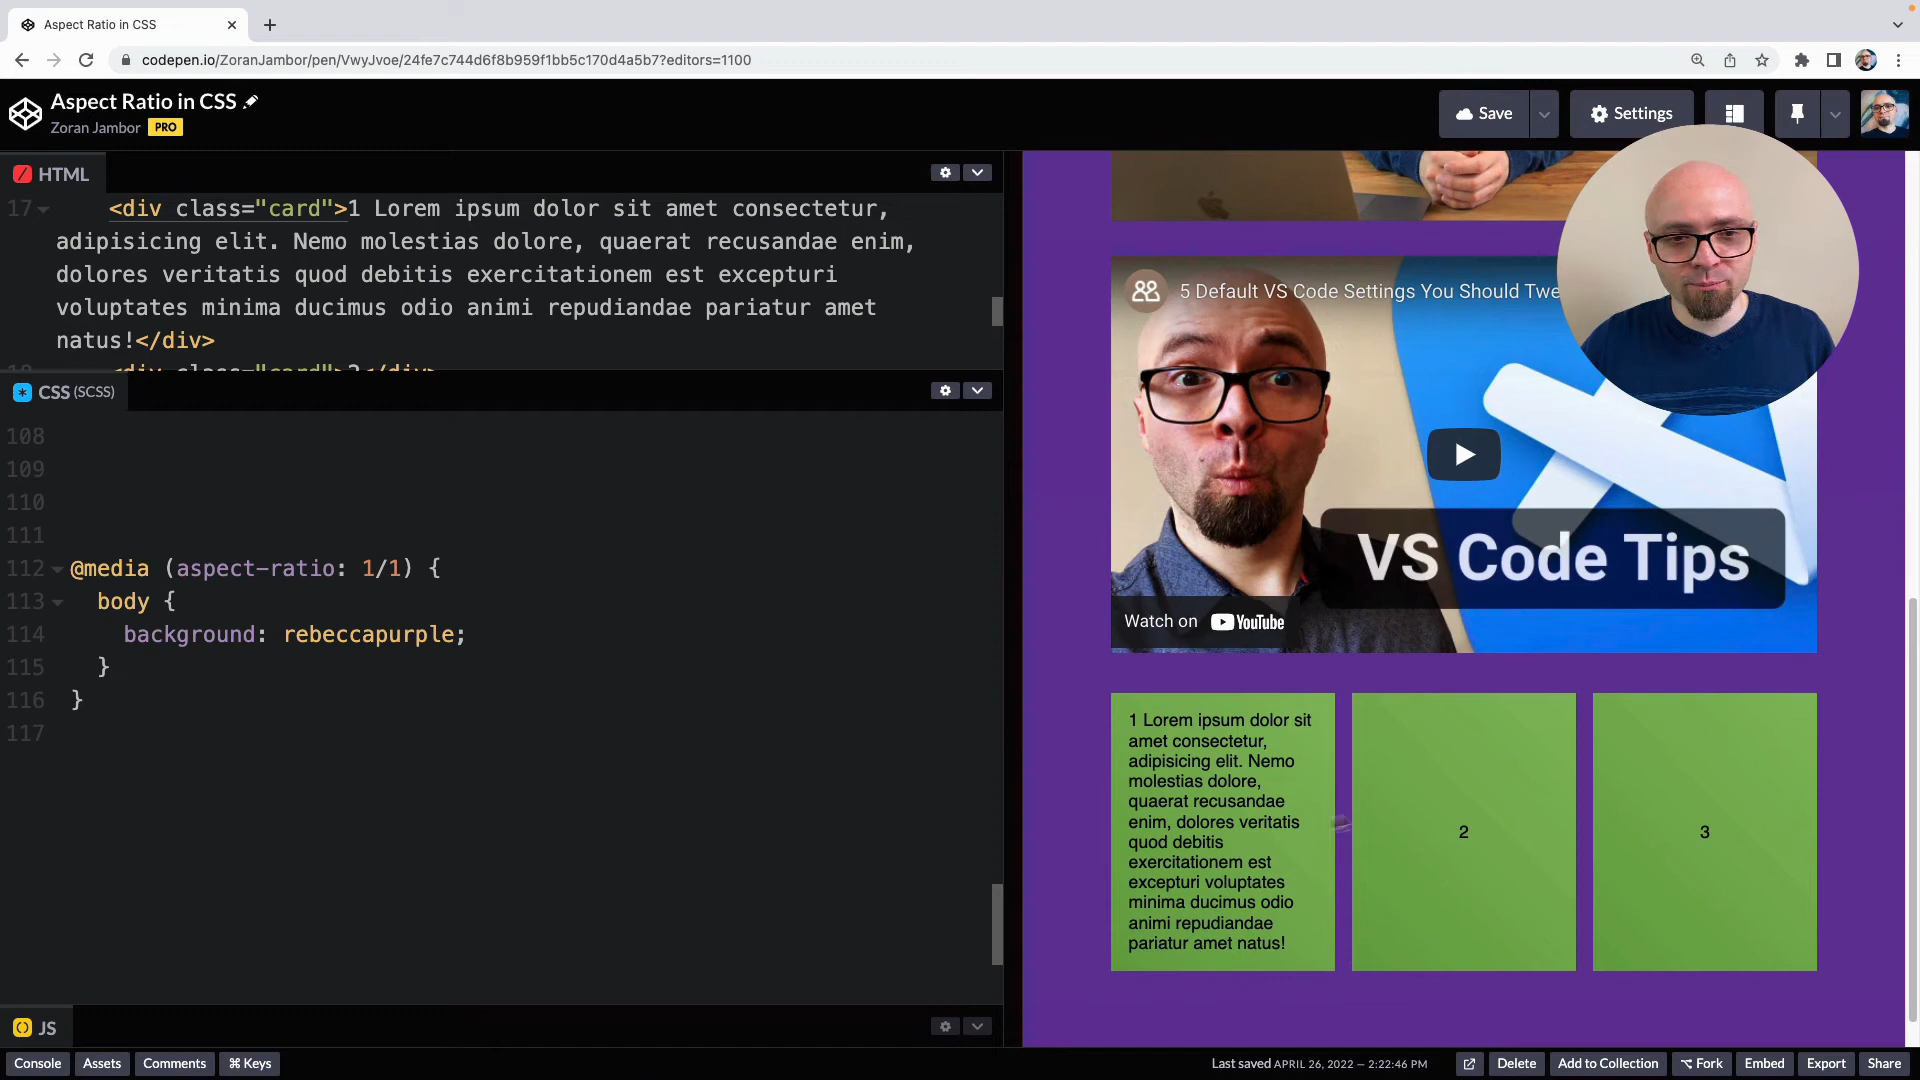 Aspect Ratio in CSS
codepen.io/ZoranJambor/pen/VwyJvoe/24fe7c744d6f8b959f1bb5c170d4a5b7?editors=1100
Aspect Ratio in CSS
Zoran Jambor PRO
Save
Settings
HTML
17 <div class="card">1 Lorem ipsum dolor sit amet consectetur,
adipisicing elit. Nemo molestias dolore, quaerat recusandae enim,
dolores veritatis quod debitis exercitationem est excepturi
voluptates minima ducimus odio animi repudiandae pariatur amet
natus!</div>
18 <div class="card">2</div>
CSS (SCSS)
108
109
110
111
112 @media (aspect-ratio: 1/1) {
113 body {
114 background: rebeccapurple;
115 }
116 }
117
JS
5 Default VS Code Settings You Should Twe
VS Code Tips
Watch on YouTube
1 Lorem ipsum dolor sit
amet consectetur,
adipisicing elit. Nemo
molestias dolore,
quaerat recusandae
enim, dolores veritatis
quod debitis
exercitationem est
excepturi voluptates
minima ducimus odio
animi repudiandae
pariatur amet natus!
2
3
Console Assets Comments ⌘ Keys
Last saved APRIL 26, 2022 — 2:22:46 PM
Delete Add to Collection ⌥ Fork Embed Export Share